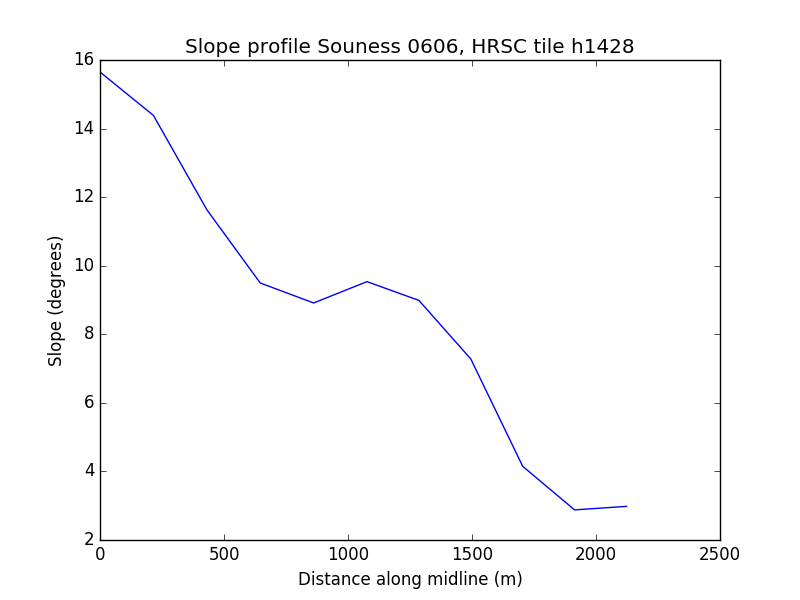 Slope profile Souness 0606, HRSC tile h1428
16
14
12
10
8
6
4
2
Slope (degrees)
0 500 1000 1500 2000 2500
Distance along midline (m)